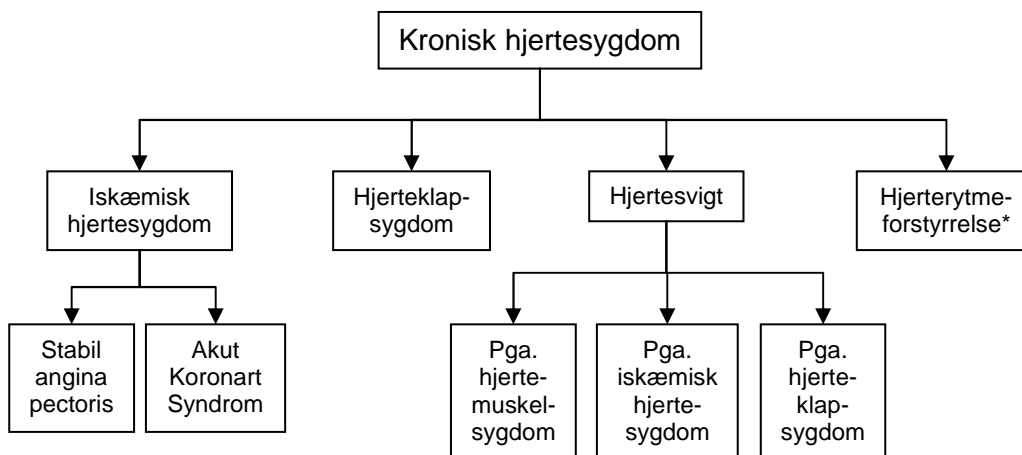 Kronisk hjertesygdom
Iskæmisk
hjertesygdom
Hjerteklap-
sygdom
Hjertesvigt
Hjerterytme-
forstyrrelse*
Stabil
angina
pectoris
Akut
Koronart
Syndrom
Pga.
hjerte-
muskel-
sygdom
Pga.
iskæmisk
hjerte-
sygdom
Pga.
hjerte-
klap-
sygdom